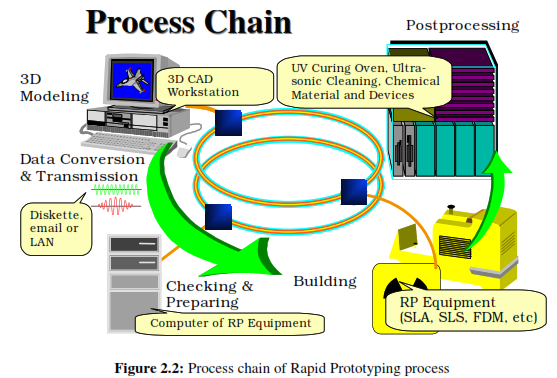 Process Chain
Postprocessing
3D
Modeling
3D CAD
Workstation
UV Curing Oven, Ultra-
sonic Cleaning, Chemical
Material and Devices
Data Conversion
& Transmission
Diskette,
email or
LAN
Checking &
Preparing
Building
Computer of RP Equipment
RP Equipment
(SLA, SLS, FDM, etc)
Figure 2.2: Process chain of Rapid Prototyping process